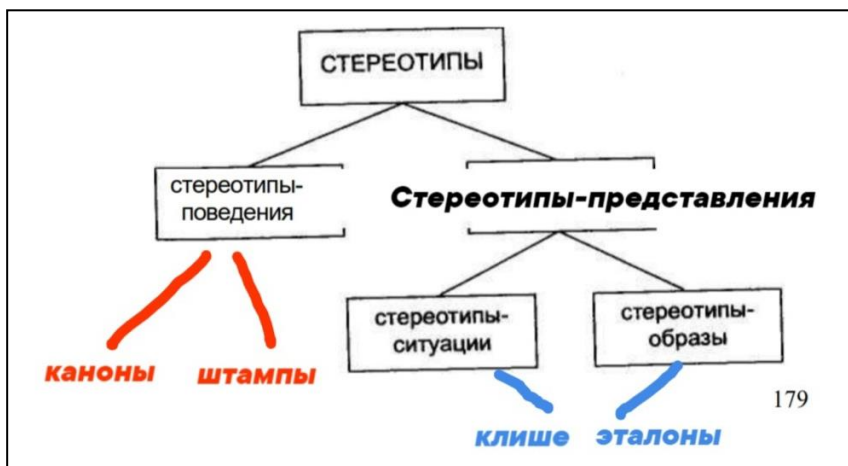 СТЕРЕОТИПЫ
стереотипы-
поведения
Стереотипы-представления
стереотипы-
ситуации
стереотипы-
образы
каноны
штампы
179
клише
эталоны